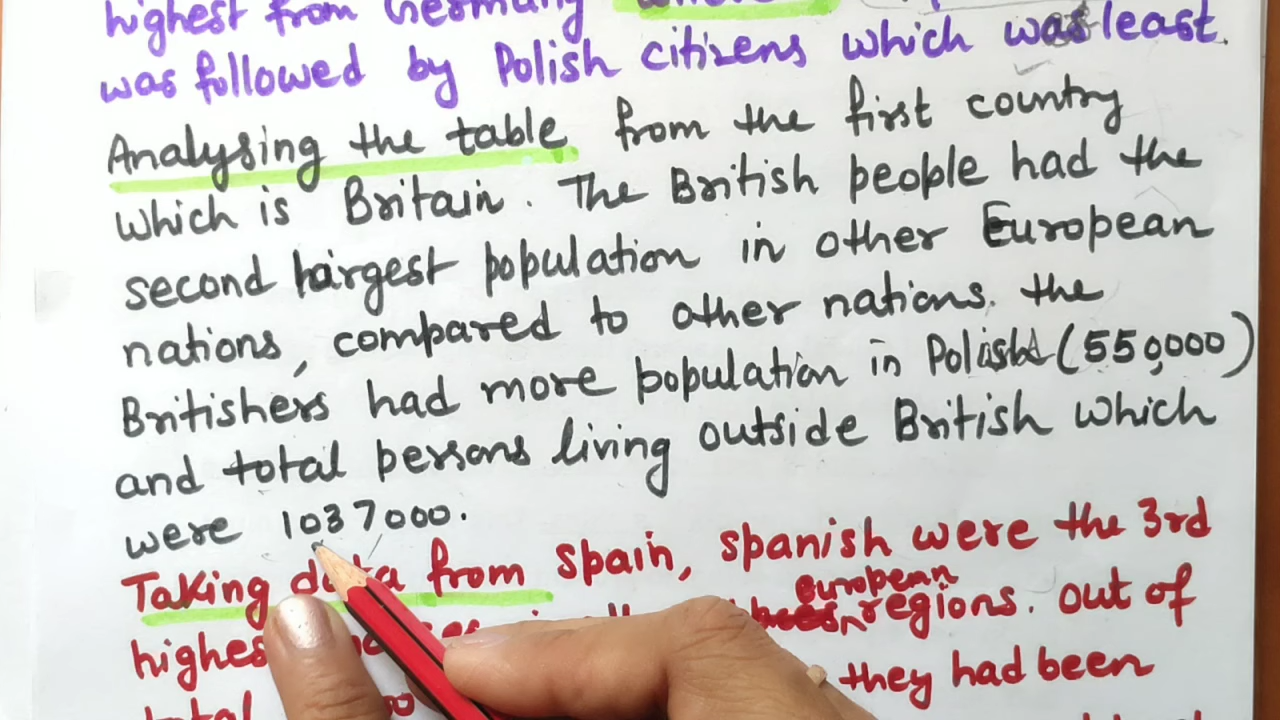 highest from Germany
was followed by Polish citizens which was least.
Analysing the table from the first country
which is Britain. The British people had the
second largest population in other European
nations, compared to other nations. the
Britishers had more population in (550,000)
and total persons living outside British which
were 1037000.
Taking data from spain, spanish were the 3rd
european
highes regions. out of
they had been
total